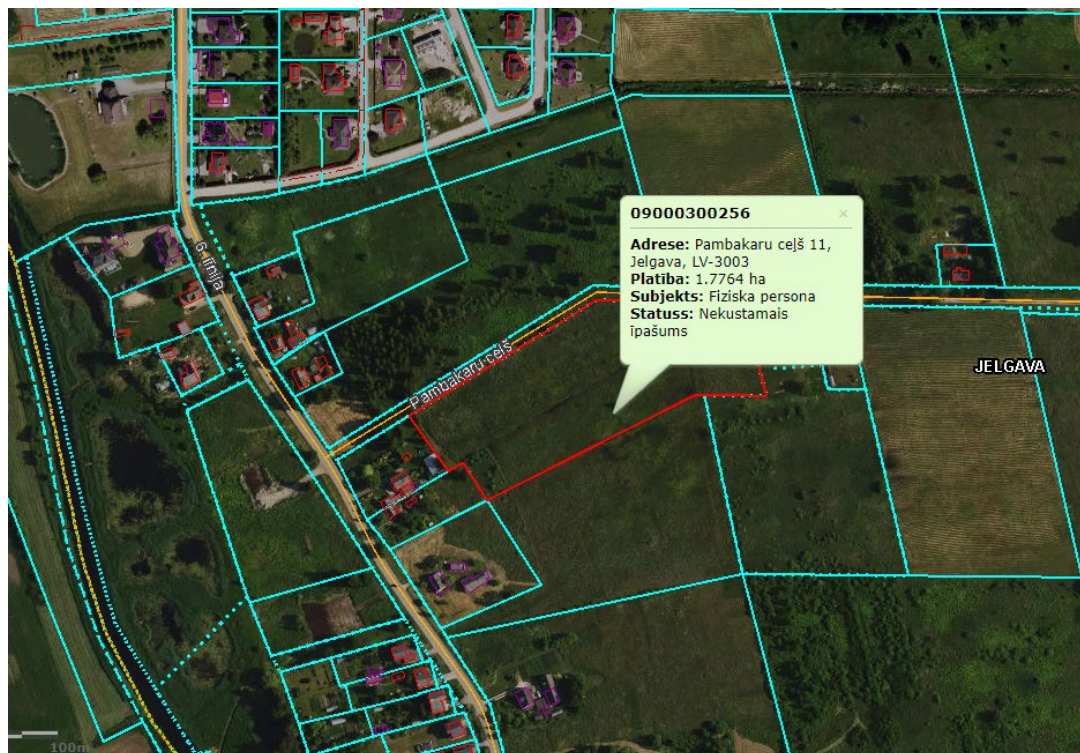 6. līnija
09000300256
×
Adrese: Pambakaru ceļš 11,
Jelgava, LV-3003
Platība: 1.7764 ha
Subjekts: Fiziska persona
Statuss: Nekustamais
īpašums
Pambakaru ceļš
JELGAVA
100m